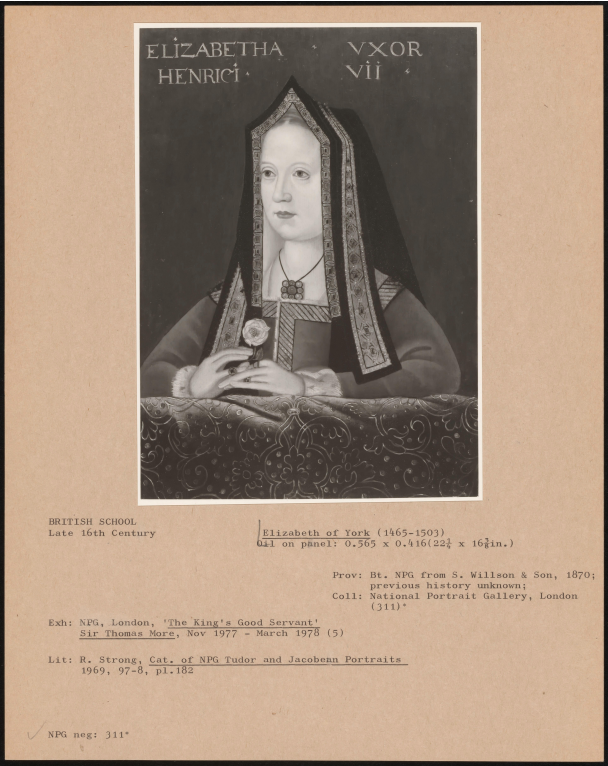 ELIZABETHA VXOR
HENRICI VII
BRITISH SCHOOL
Late 16th Century
Elizabeth of York (1465-1503)
Oil on panel: 0.565 x 0.416(22¼ x 16⅜in.)
Prov: Bt. NPG from S. Willson & Son, 1870;
previous history unknown;
Coll: National Portrait Gallery, London
(311)*
Exh: NPG, London, 'The King's Good Servant'
Sir Thomas More, Nov 1977 - March 1978 (5)
Lit: R. Strong, Cat. of NPG Tudor and Jacobean Portraits
1969, 97-8, pl.182
NPG neg: 311*